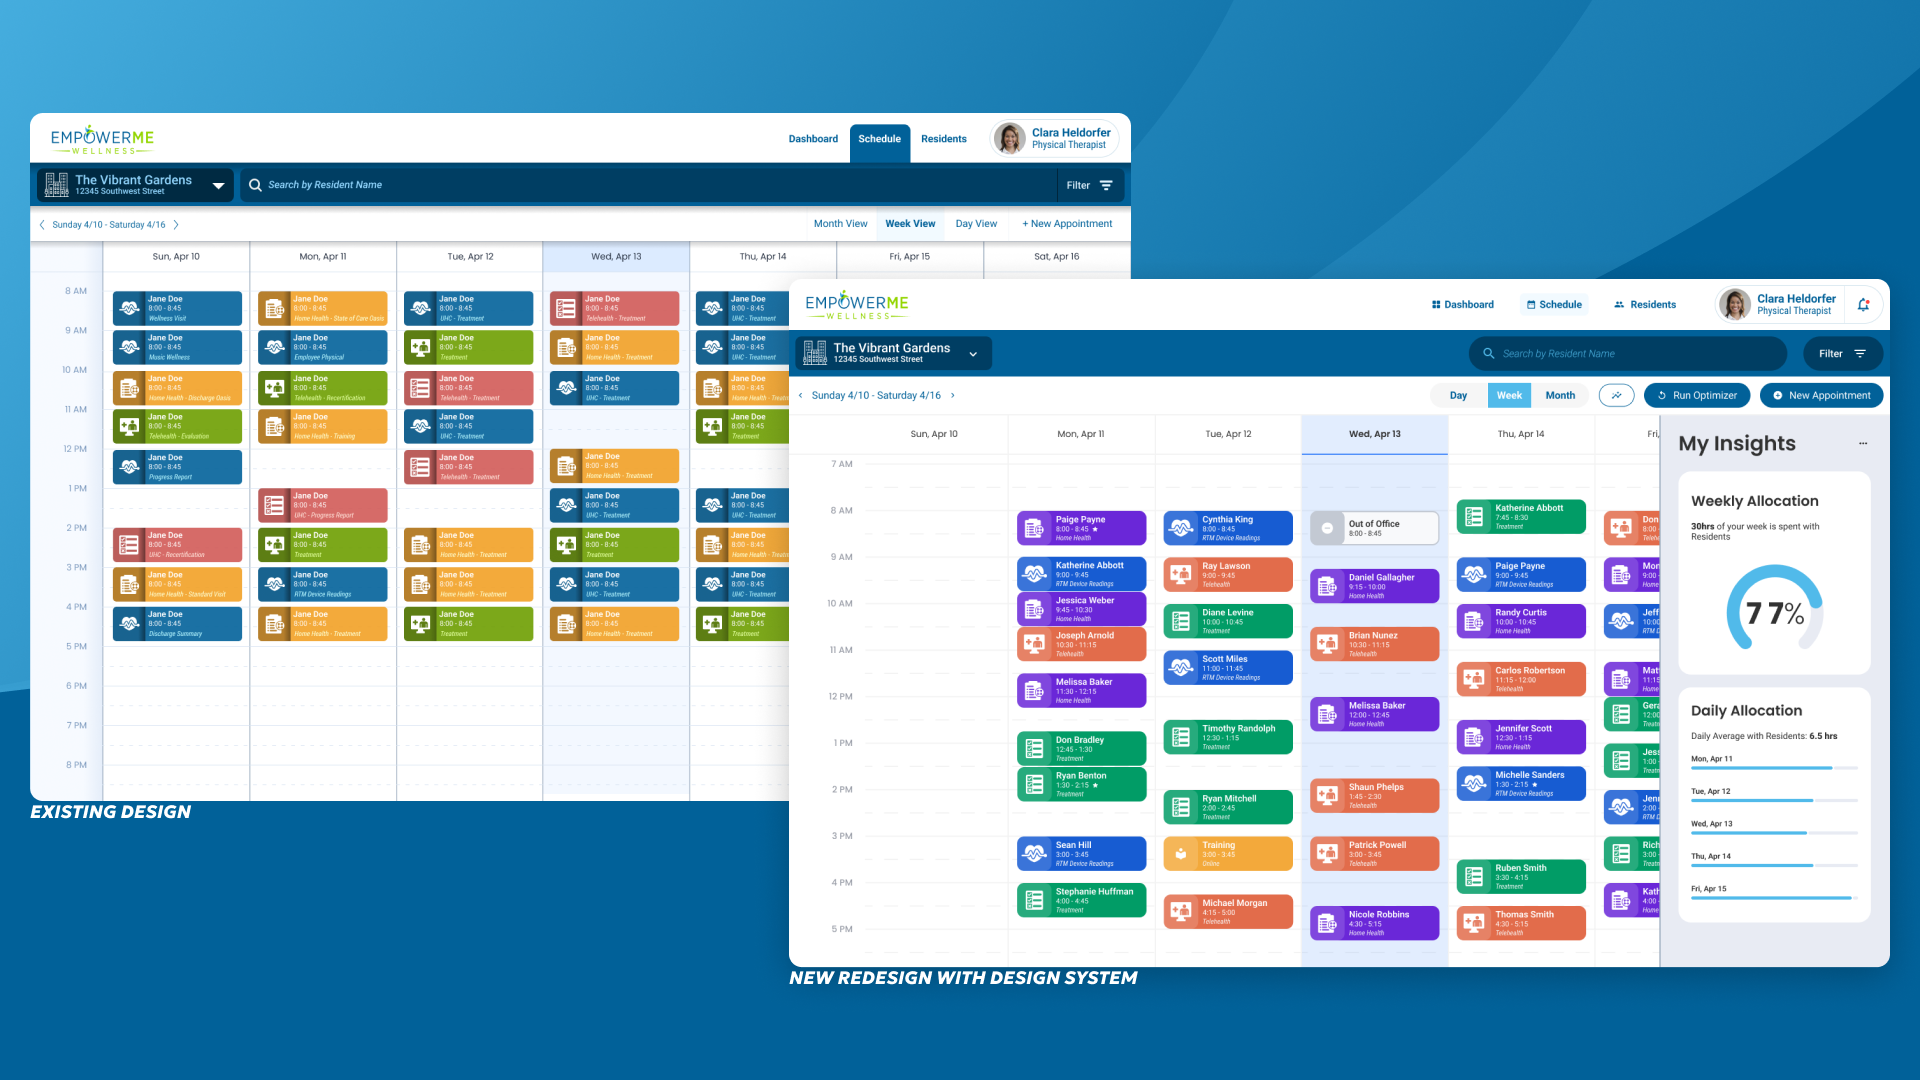 EMPOWERME
WELLNESS
Dashboard
Schedule
Residents
Clara Heldorfer
Physical Therapist
The Vibrant Gardens
12345 Southwest Street
Search by Resident Name
Filter
Sunday 4/10 - Saturday 4/16
Month View
Week View
Day View
+ New Appointment
Sun, Apr 10
Mon, Apr 11
Tue, Apr 12
Wed, Apr 13
Thu, Apr 14
Fri, Apr 15
Sat, Apr 16
8 AM
9 AM
10 AM
11 AM
12 PM
1 PM
2 PM
3 PM
4 PM
5 PM
6 PM
7 PM
8 PM
Jane Doe
8:00 - 8:45
Wellness Visit
Jane Doe
8:00 - 8:45
Music Wellness
Jane Doe
8:00 - 8:45
Home Health - Discharge Oasis
Jane Doe
8:00 - 8:45
Telehealth - Evaluation
Jane Doe
8:00 - 8:45
Progress Report
Jane Doe
8:00 - 8:45
UHC - Recertification
Jane Doe
8:00 - 8:45
Home Health - Standard Visit
Jane Doe
8:00 - 8:45
Discharge Summary
Jane Doe
8:00 - 8:45
Home Health - State of Care Oasis
Jane Doe
8:00 - 8:45
Employee Physical
Jane Doe
8:00 - 8:45
Telehealth - Recertification
Jane Doe
8:00 - 8:45
Home Health - Training
Jane Doe
8:00 - 8:45
UHC - Progress Report
Jane Doe
8:00 - 8:45
Treatment
Jane Doe
8:00 - 8:45
RTM Device Readings
Jane Doe
8:00 - 8:45
Home Health - Treatment
Jane Doe
8:00 - 8:45
UHC - Treatment
Jane Doe
8:00 - 8:45
Treatment
Jane Doe
8:00 - 8:45
Telehealth - Treatment
Jane Doe
8:00 - 8:45
UHC - Treatment
Jane Doe
8:00 - 8:45
Telehealth - Treatment
Jane Doe
8:00 - 8:45
Home Health - Treatment
Jane Doe
8:00 - 8:45
Home Health - Treatment
Jane Doe
8:00 - 8:45
Treatment
Jane Doe
8:00 - 8:45
Telehealth - Treatment
Jane Doe
8:00 - 8:45
Home Health - Treatment
Jane Doe
8:00 - 8:45
UHC - Treatment
Jane Doe
8:00 - 8:45
Home Health - Treatment
Jane Doe
8:00 - 8:45
UHC - Treatment
Jane Doe
8:00 - 8:45
Treatment
Jane Doe
8:00 - 8:45
UHC - Treatment
Jane Doe
8:00 - 8:45
Home Health - Treatment
Jane Doe
8:00 - 8:45
UHC - Treatment
Jane Doe
8:00 - 8:45
UHC - Treatment
Jane Doe
8:00 - 8:45
Home Health - Treatm
Jane Doe
8:00 - 8:45
Treatment
Jane Doe
8:00 - 8:45
UHC - Treatment
Jane Doe
8:00 - 8:45
Home Health - Treatm
Jane Doe
8:00 - 8:45
UHC - Treatment
Jane Doe
8:00 - 8:45
Treatment
EXISTING DESIGN
EMPOWERME
WELLNESS
Dashboard
Schedule
Residents
Clara Heldorfer
Physical Therapist
The Vibrant Gardens
12345 Southwest Street
Search by Resident Name
Filter
Sunday 4/10 - Saturday 4/16
Day
Week
Month
Run Optimizer
New Appointment
Sun, Apr 10
Mon, Apr 11
Tue, Apr 12
Wed, Apr 13
Thu, Apr 14
Fri,
7 AM
8 AM
9 AM
10 AM
11 AM
12 PM
1 PM
2 PM
3 PM
4 PM
5 PM
Paige Payne
8:00 - 8:45 ★
Home Health
Katherine Abbott
9:00 - 9:45
RTM Device Readings
Jessica Weber
9:45 - 10:30
Home Health
Joseph Arnold
10:30 - 11:15
Telehealth
Melissa Baker
11:30 - 12:15
Home Health
Don Bradley
12:45 - 1:30
Treatment
Ryan Benton
1:30 - 2:15 ★
Treatment
Sean Hill
3:00 - 3:45
RTM Device Readings
Stephanie Huffman
4:00 - 4:45
Treatment
Cynthia King
8:00 - 8:45
RTM Device Readings
Ray Lawson
9:00 - 9:45
Telehealth
Diane Levine
10:00 - 10:45
Treatment
Scott Miles
11:00 - 11:45
RTM Device Readings
Timothy Randolph
12:30 - 1:15
Treatment
Ryan Mitchell
2:00 - 2:45
Treatment
Training
3:00 - 3:45
Online
Michael Morgan
4:15 - 5:00
Telehealth
Out of Office
8:00 - 8:45
Daniel Gallagher
9:15 - 10:00
Home Health
Brian Nunez
10:30 - 11:15
Telehealth
Melissa Baker
12:00 - 12:45
Home Health
Shaun Phelps
1:45 - 2:30
Telehealth
Patrick Powell
3:00 - 3:45
Telehealth
Nicole Robbins
4:30 - 5:15
Home Health
Katherine Abbott
7:45 - 8:30
Treatment
Paige Payne
9:00 - 9:45
RTM Device Readings
Randy Curtis
10:00 - 10:45
Home Health
Carlos Robertson
11:15 - 12:00
Telehealth
Jennifer Scott
12:30 - 1:15
Home Health
Michelle Sanders
1:30 - 2:15 ★
RTM Device Readings
Ruben Smith
3:30 - 4:15
Treatment
Thomas Smith
4:30 - 5:15
Telehealth
Don
8:00 -
Teleh
Mon
9:00 -
Home
Jeff
10:00
RTM D
Mat
11:15
Home
Gera
12:00
Treatn
Jess
1:00 -
Treatn
Jenn
2:00 -
RTM D
Rich
3:00 -
Treatn
Kath
4:00 -
Home
My Insights
Weekly Allocation
30hrs of your week is spent with
Residents
77%
Daily Allocation
Daily Average with Residents: 6.5 hrs
Mon, Apr 11
Tue, Apr 12
Wed, Apr 13
Thu, Apr 14
Fri, Apr 15
NEW REDESIGN WITH DESIGN SYSTEM